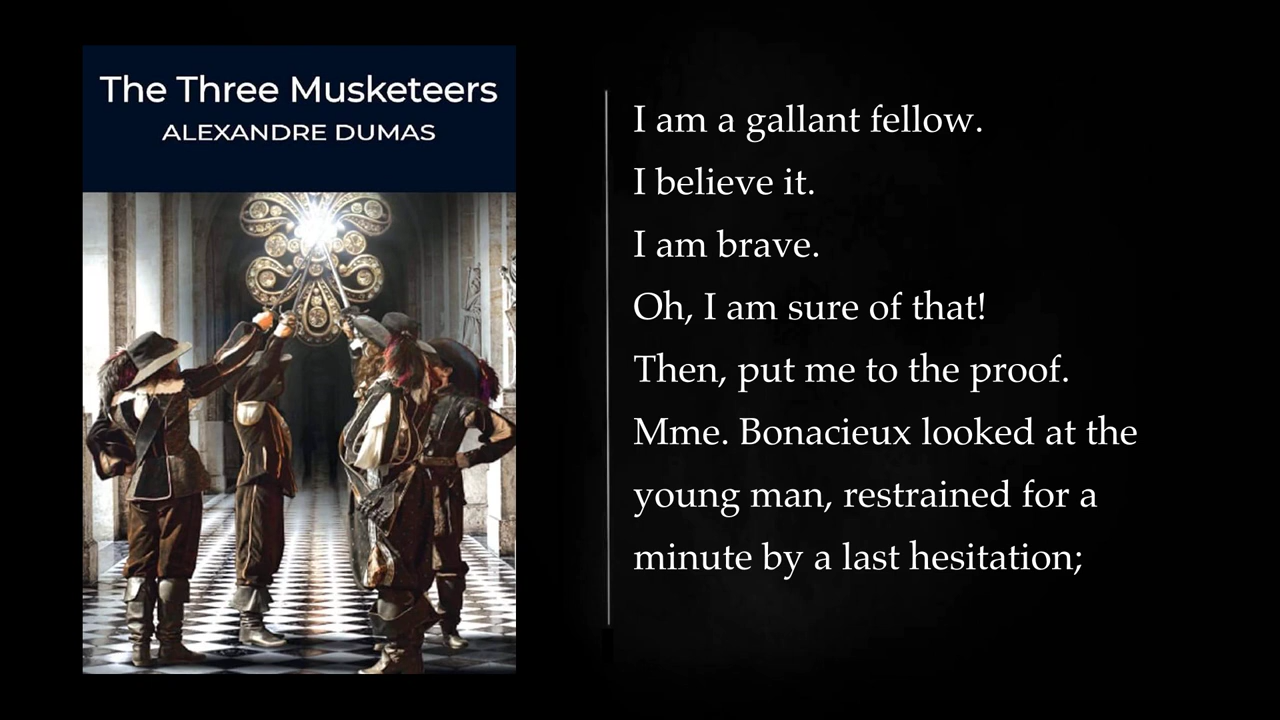 The Three Musketeers
ALEXANDRE DUMAS
I am a gallant fellow.
I believe it.
I am brave.
Oh, I am sure of that!
Then, put me to the proof.
Mme. Bonacieux looked at the
young man, restrained for a
minute by a last hesitation;